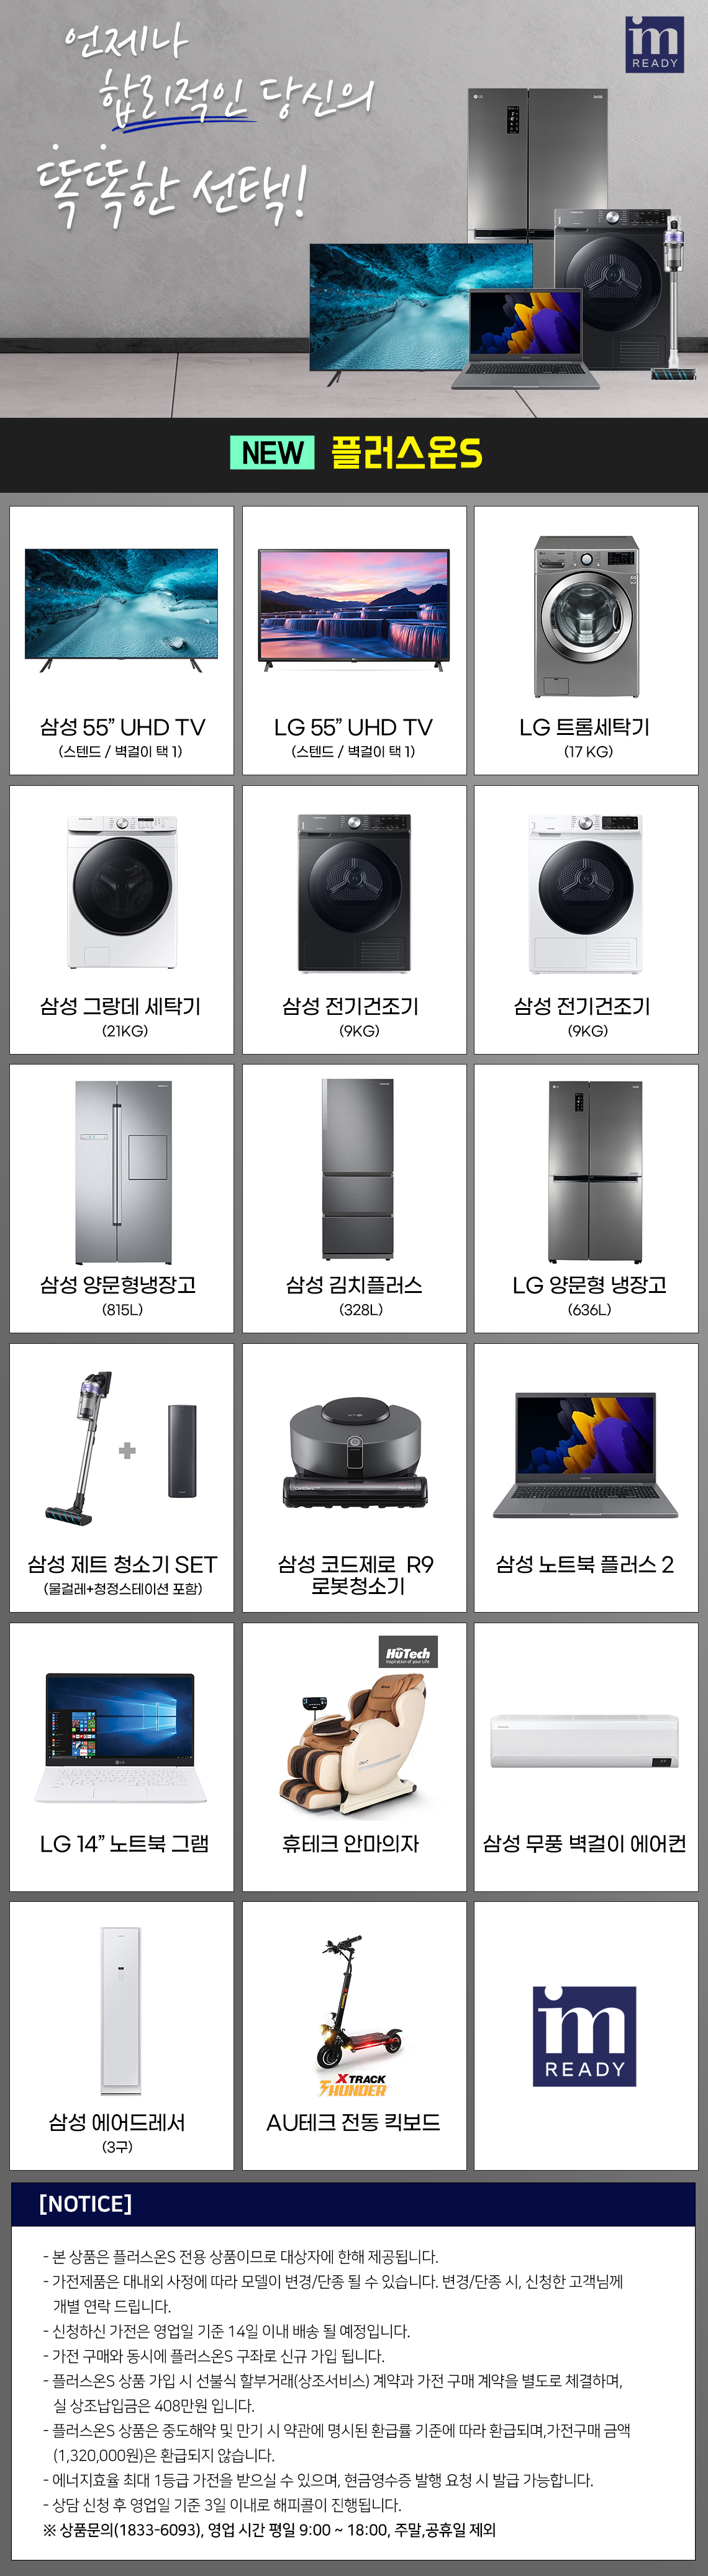 언제나
합리적인 당신의
똑똑한 선택!
im
READY
NEW 플러스온S
삼성 55” UHD TV
(스텐드 / 벽걸이 택 1)
LG 55” UHD TV
(스텐드 / 벽걸이 택 1)
LG 트롬세탁기
(17 KG)
삼성 그랑데 세탁기
(21KG)
삼성 전기건조기
(9KG)
삼성 전기건조기
(9KG)
삼성 양문형냉장고
(815L)
삼성 김치플러스
(328L)
LG 양문형 냉장고
(636L)
삼성 제트 청소기 SET
(물걸레+청정스테이션 포함)
삼성 코드제로 R9
로봇청소기
삼성 노트북 플러스 2
LG 14” 노트북 그램
HuTech
Inspiration of your Life
휴테크 안마의자
삼성 무풍 벽걸이 에어컨
삼성 에어드레서
(3구)
XTRACK
THUNDER
AU테크 전동 킥보드
im
READY
[NOTICE]
- 본 상품은 플러스온S 전용 상품이므로 대상자에 한해 제공됩니다.
- 가전제품은 대내외 사정에 따라 모델이 변경/단종 될 수 있습니다. 변경/단종 시, 신청한 고객님께
개별 연락 드립니다.
- 신청하신 가전은 영업일 기준 14일 이내 배송 될 예정입니다.
- 가전 구매와 동시에 플러스온S 구좌로 신규 가입 됩니다.
- 플러스온S 상품 가입 시 선불식 할부거래(상조서비스) 계약과 가전 구매 계약을 별도로 체결하며,
실 상조납입금은 408만원 입니다.
- 플러스온S 상품은 중도해약 및 만기 시 약관에 명시된 환급률 기준에 따라 환급되며,가전구매 금액
(1,320,000원)은 환급되지 않습니다.
- 에너지효율 최대 1등급 가전을 받으실 수 있으며, 현금영수증 발행 요청 시 발급 가능합니다.
- 상담 신청 후 영업일 기준 3일 이내로 해피콜이 진행됩니다.
※ 상품문의(1833-6093), 영업 시간 평일 9:00 ~ 18:00, 주말,공휴일 제외